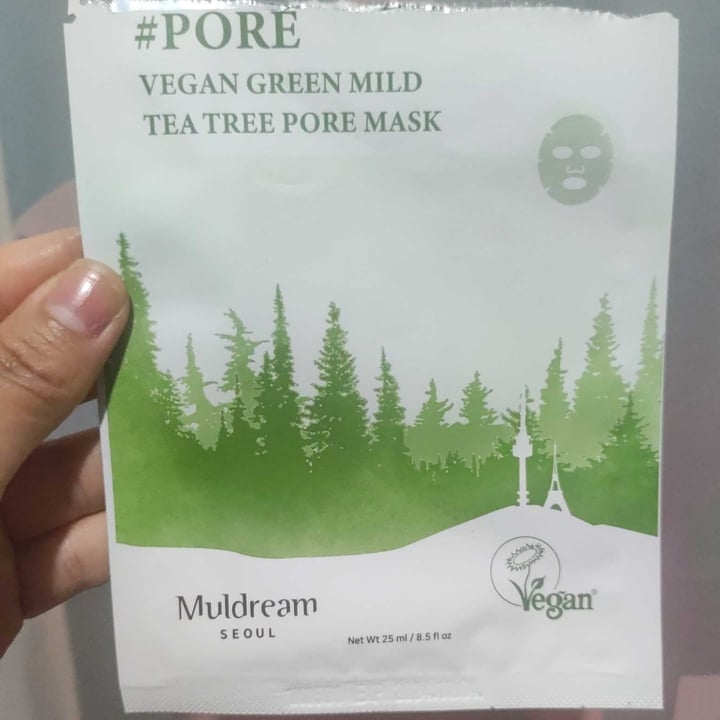 #PORE
VEGAN GREEN MILD
TEA TREE PORE MASK
Vegan®
Muldream
SEOUL
Net Wt 25 ml / 8.5 fl oz